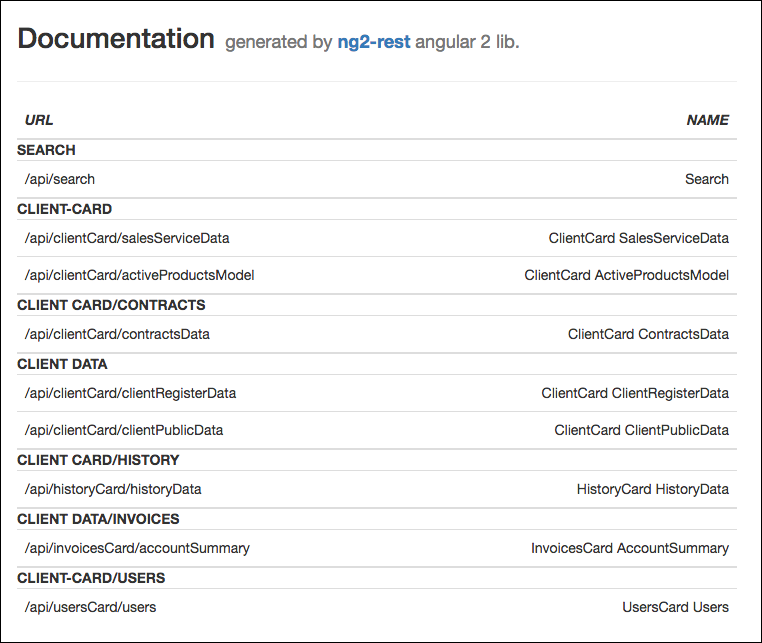 Documentation generated by ng2-rest angular 2 lib.
URL NAME
SEARCH
/api/search Search
CLIENT-CARD
/api/clientCard/salesServiceData ClientCard SalesServiceData
/api/clientCard/activeProductsModel ClientCard ActiveProductsModel
CLIENT CARD/CONTRACTS
/api/clientCard/contractsData ClientCard ContractsData
CLIENT DATA
/api/clientCard/clientRegisterData ClientCard ClientRegisterData
/api/clientCard/clientPublicData ClientCard ClientPublicData
CLIENT CARD/HISTORY
/api/historyCard/historyData HistoryCard HistoryData
CLIENT DATA/INVOICES
/api/invoicesCard/accountSummary InvoicesCard AccountSummary
CLIENT-CARD/USERS
/api/usersCard/users UsersCard Users